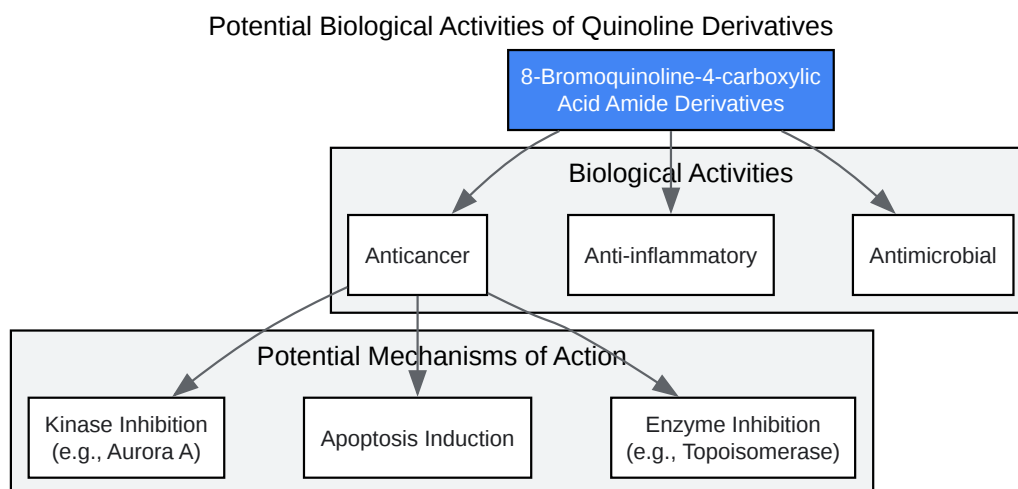 Potential Biological Activities of Quinoline Derivatives
8-Bromoquinoline-4-carboxylic
Acid Amide Derivatives
Biological Activities
Anticancer
Anti-inflammatory
Antimicrobial
Potential Mechanisms of Action
Kinase Inhibition
(e.g., Aurora A)
Apoptosis Induction
Enzyme Inhibition
(e.g., Topoisomerase)